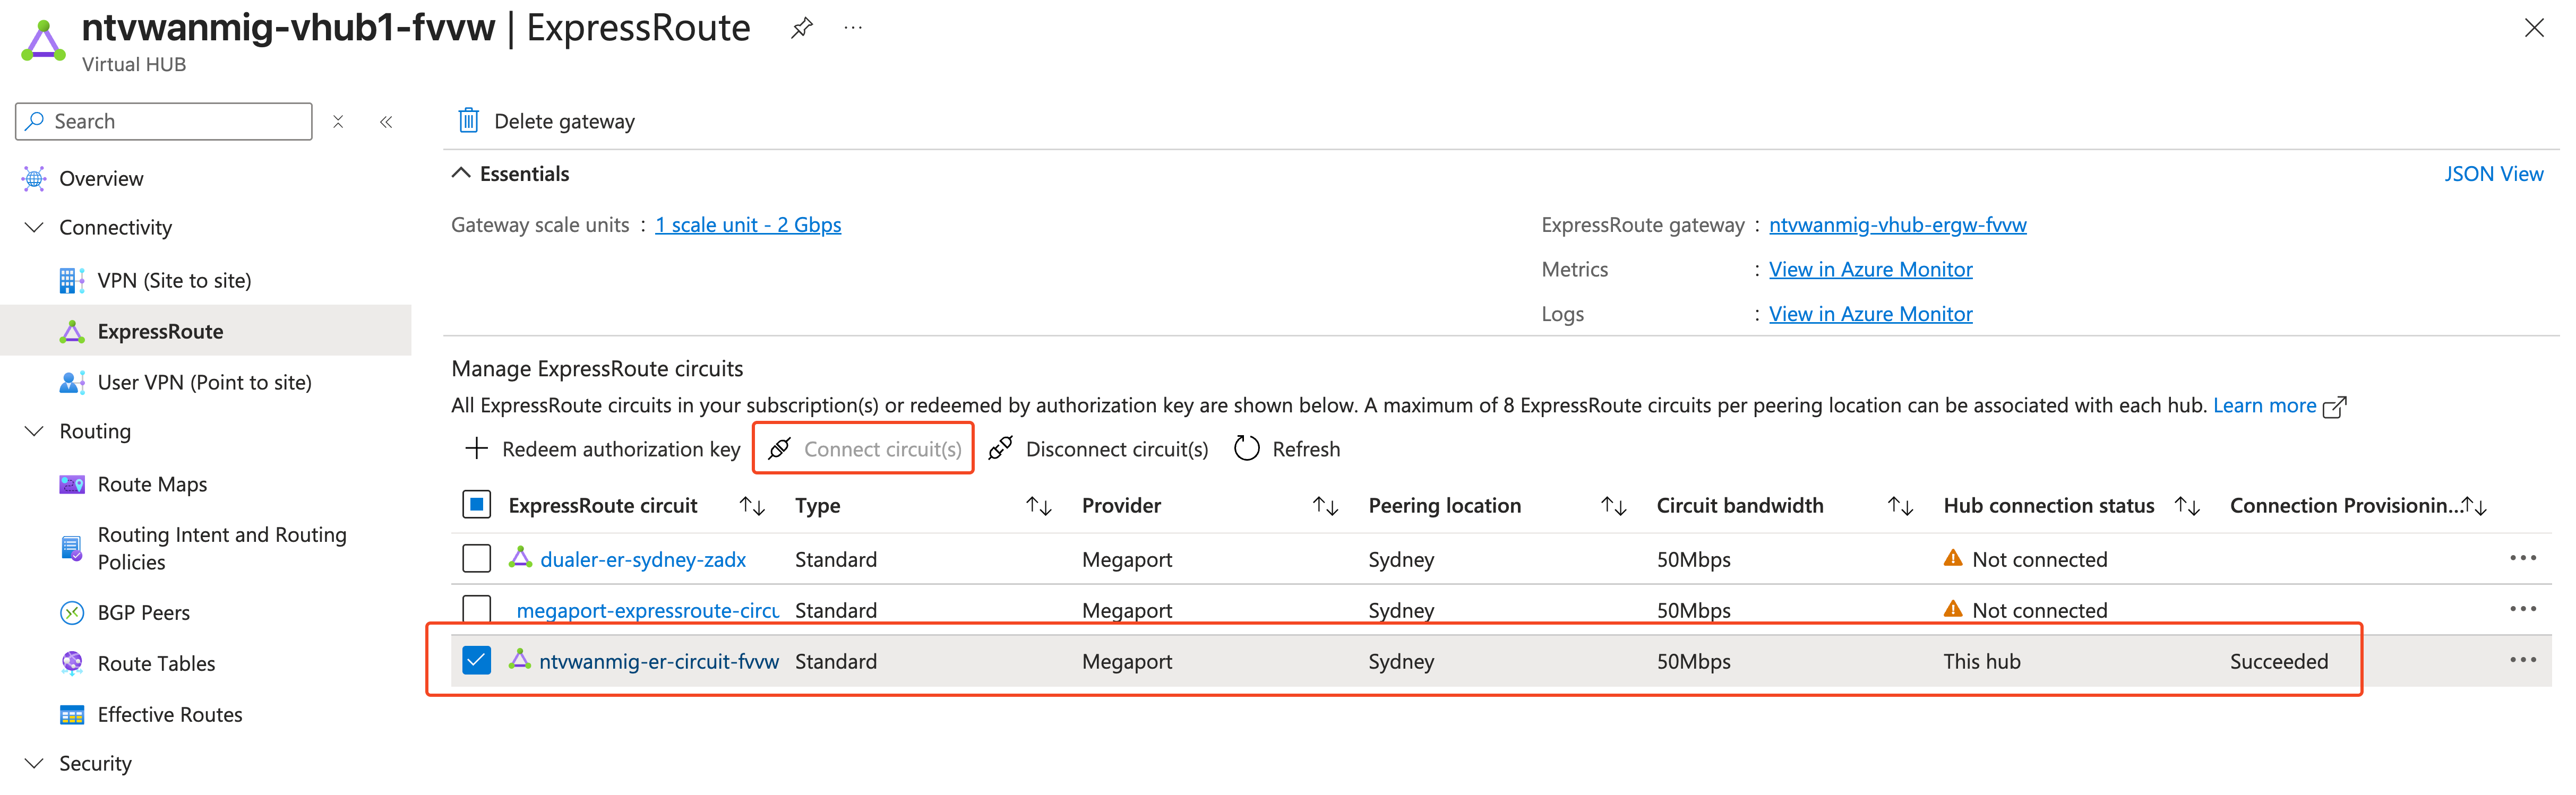 ntvwanmig-vhub1-fvvw | ExpressRoute
Virtual HUB
Search
Overview
Connectivity
VPN (Site to site)
ExpressRoute
User VPN (Point to site)
Routing
Route Maps
Routing Intent and Routing
Policies
BGP Peers
Route Tables
Effective Routes
Security
Delete gateway
Essentials
JSON View
Gateway scale units : 1 scale unit - 2 Gbps
ExpressRoute gateway : ntvwanmig-vhub-ergw-fvvw
Metrics : View in Azure Monitor
Logs : View in Azure Monitor
Manage ExpressRoute circuits
All ExpressRoute circuits in your subscription(s) or redeemed by authorization key are shown below. A maximum of 8 ExpressRoute circuits per peering location can be associated with each hub. Learn more
Redeem authorization key Connect circuit(s) Disconnect circuit(s) Refresh
ExpressRoute circuit Type Provider Peering location Circuit bandwidth Hub connection status Connection Provisionin...
dualer-er-sydney-zadx Standard Megaport Sydney 50Mbps Not connected
megaport-expressroute-circu Standard Megaport Sydney 50Mbps Not connected
ntvwanmig-er-circuit-fvvw Standard Megaport Sydney 50Mbps This hub Succeeded